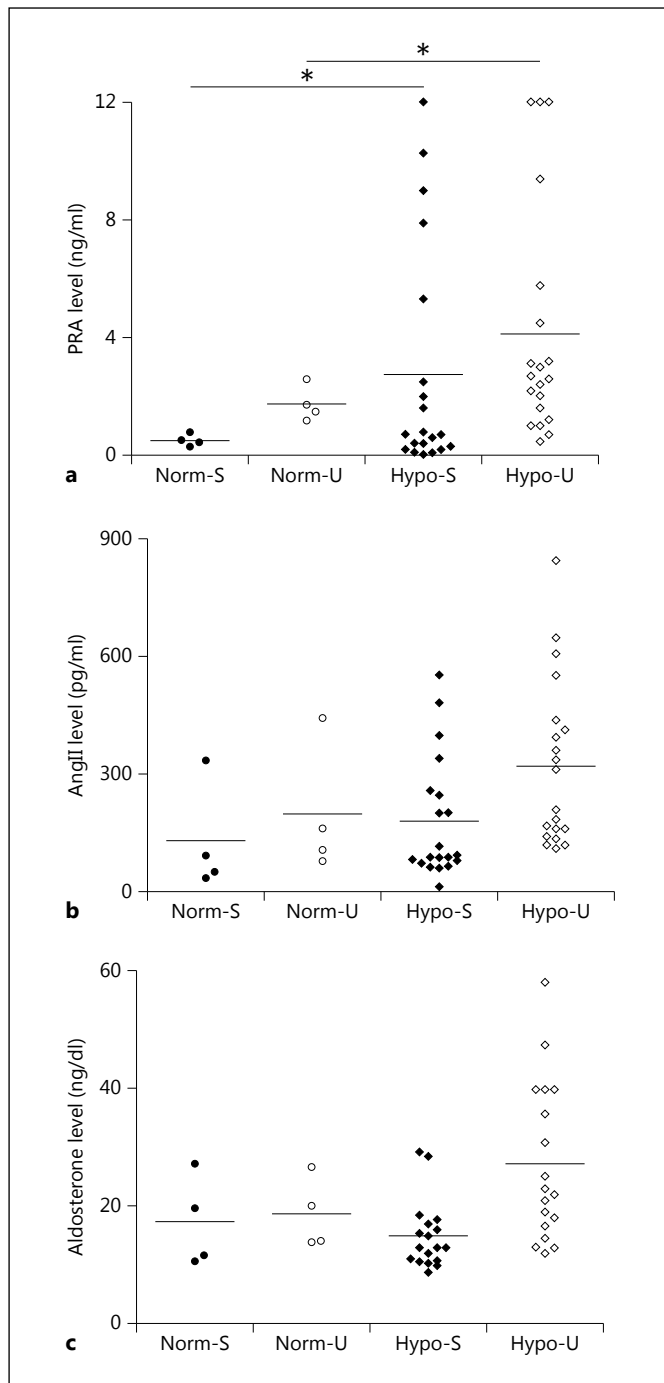 *
*
12
8
4
0
PRA level (ng/ml)
Norm-S Norm-U Hypo-S Hypo-U
a
900
600
300
0
AngII level (pg/ml)
Norm-S Norm-U Hypo-S Hypo-U
b
60
40
20
0
Aldosterone level (ng/dl)
Norm-S Norm-U Hypo-S Hypo-U
c